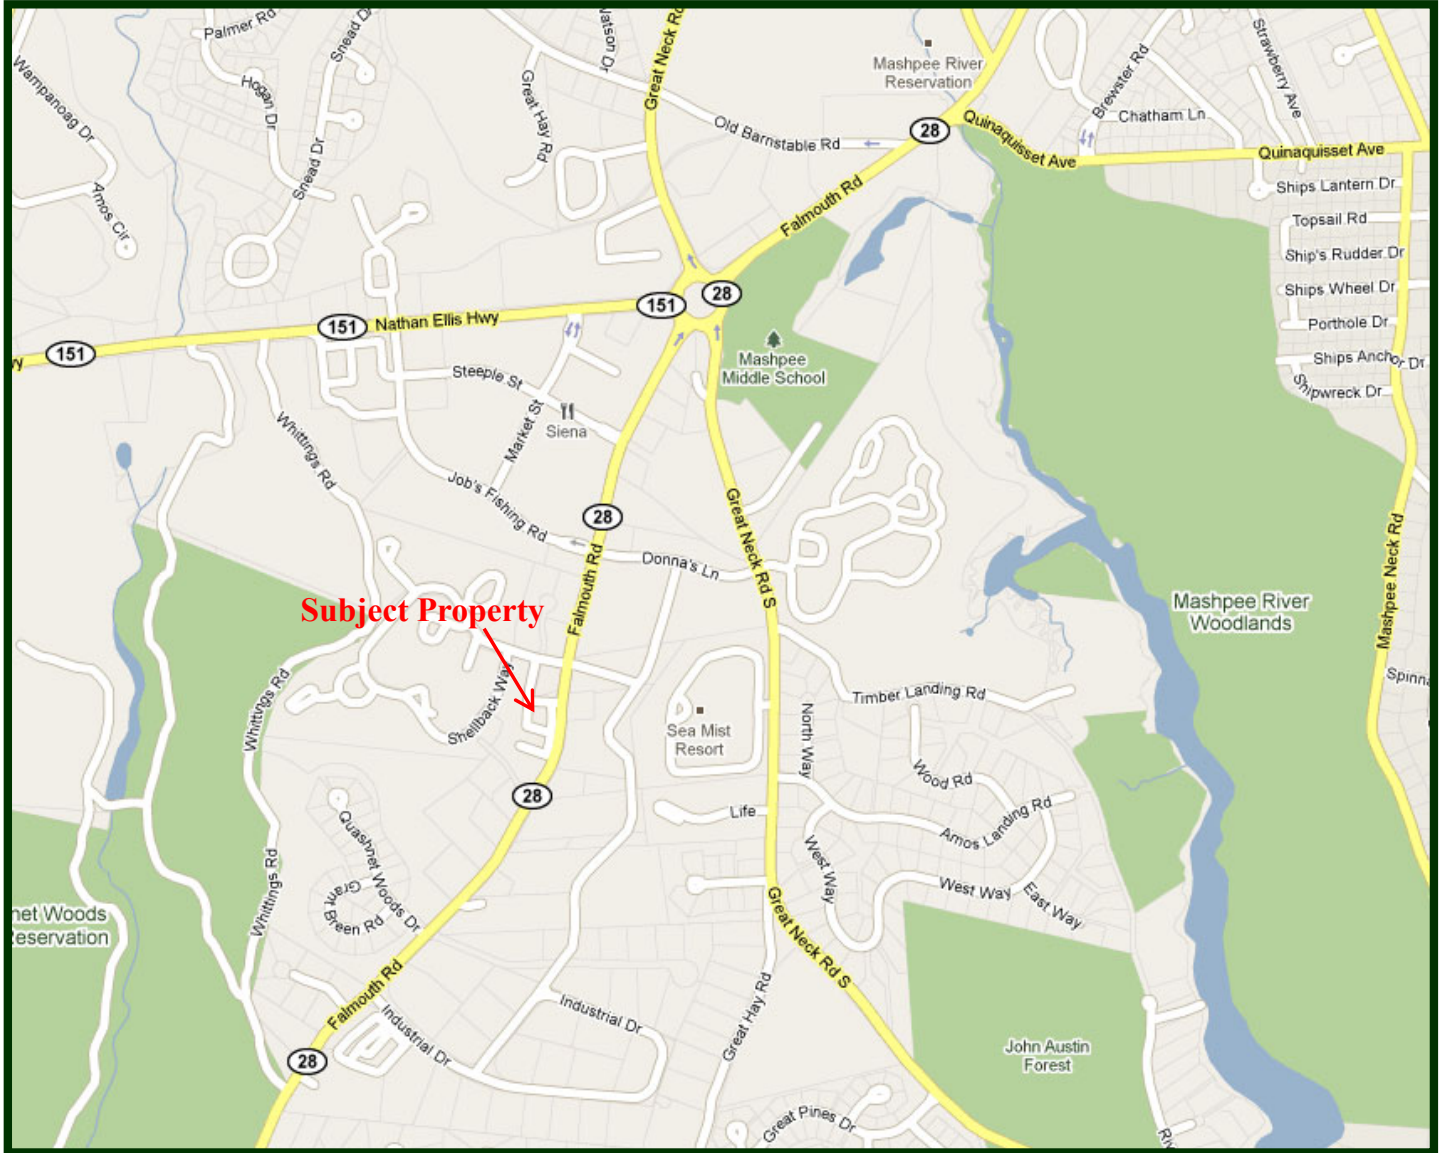 Palmer Rd
Snead Dr
Watson Dr
Great Neck Rd
Mashpee River
Reservation
Brewster Rd
Strawberry Ave
Wampanoag Dr
Hogan Dr
Great Hay Rd
Chatham Ln
Old Barnstable Rd
28
Quinaquisset Ave
Quinaquisset Ave
Snead Dr
Amos Cir
Falmouth Rd
Ships Lantern Dr
Topsail Rd
Ship's Rudder Dr
Ships Wheel Dr
151
28
151
Nathan Ellis Hwy
Porthole Dr
151
wy
Mashpee
Middle School
Ships Anchor Dr
Shipwreck Dr
Steeple St
Market St
Siena
Whittings Rd
Job's Fishing Rd
28
Great Neck Rd S
Falmouth Rd
Donna's Ln
Mashpee Neck Rd
Subject Property
Mashpee River
Woodlands
Whittings Rd
Shellback Way
Spinna
Timber Landing Rd
Sea Mist
Resort
North Way
Wood Rd
28
Life
Amos Landing Rd
Quashnet Woods Dr
West Way
Whittings Rd
Grant Breen Rd
West Way
East Way
net Woods
Reservation
Great Neck Rd S
Falmouth Rd
Industrial Dr
Industrial Dr
Great Hay Rd
28
John Austin
Forest
Great Pines Dr
Riv